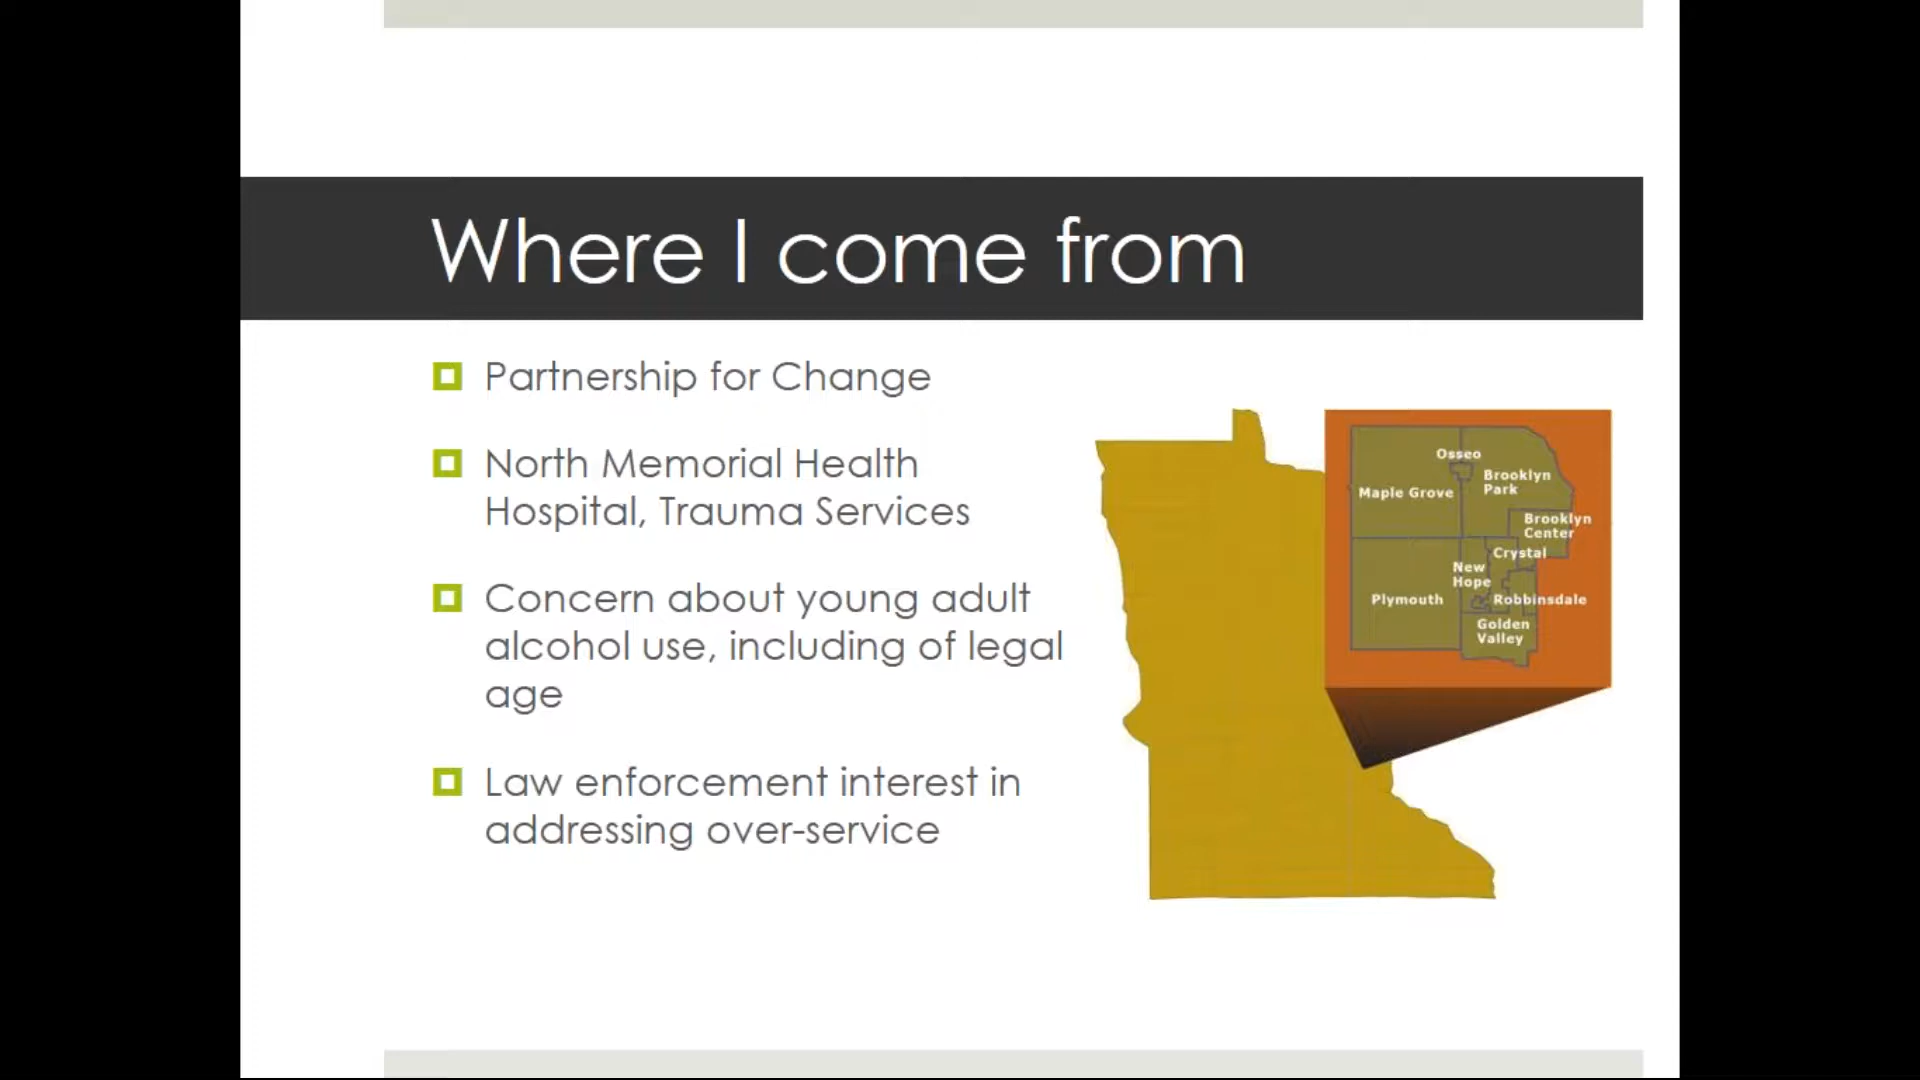 Where I come from
Partnership for Change
North Memorial Health
Hospital, Trauma Services
Concern about young adult
alcohol use, including of legal
age
Law enforcement interest in
addressing over-service
Osseo
Brooklyn
Park
Maple Grove
Brooklyn
Center
Crystal
New
Hope
Plymouth
Robbinsdale
Golden
Valley